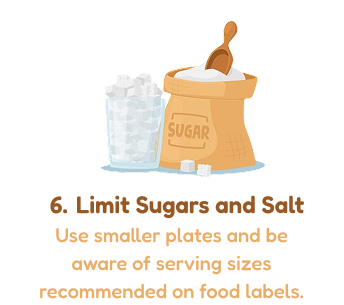 SUGAR
6. Limit Sugars and Salt
Use smaller plates and be
aware of serving sizes
recommended on food labels.